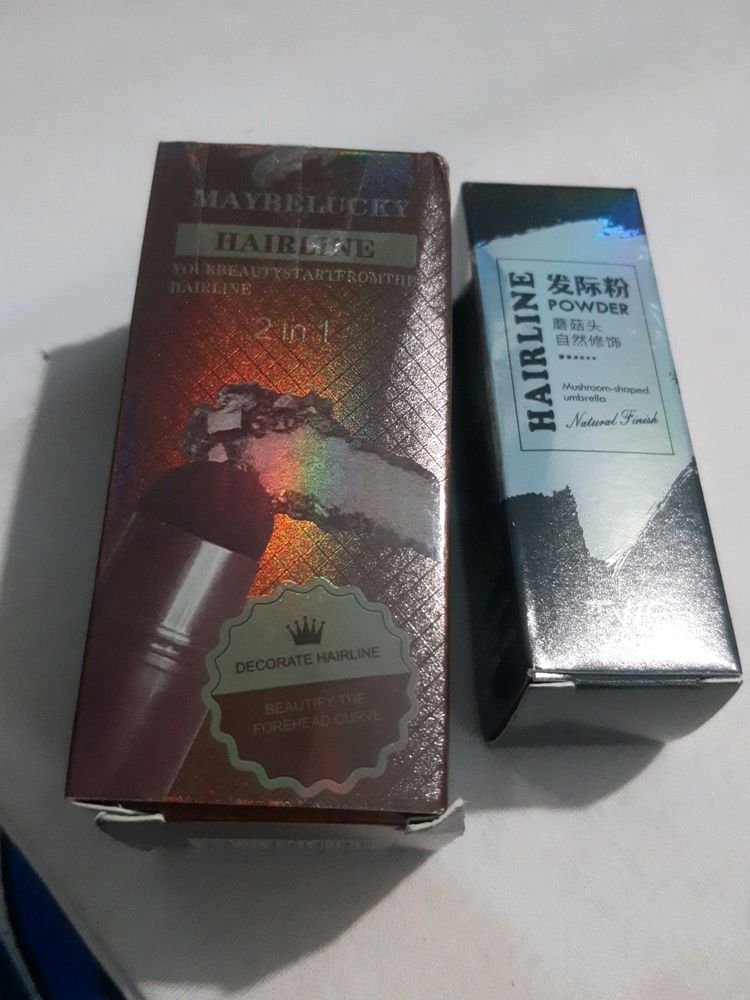 MAYBELUCKY
HAIRLINE
YOURBEAUTYSTARTFROMTHE
HAIRLINE
2 in 1
DECORATE HAIRLINE
BEAUTIFY THE
FOREHEAD CURVE
HAIRLINE
发际粉
POWDER
蘑菇头
自然修饰
Mushroom-shaped
umbrella
Natural Finish